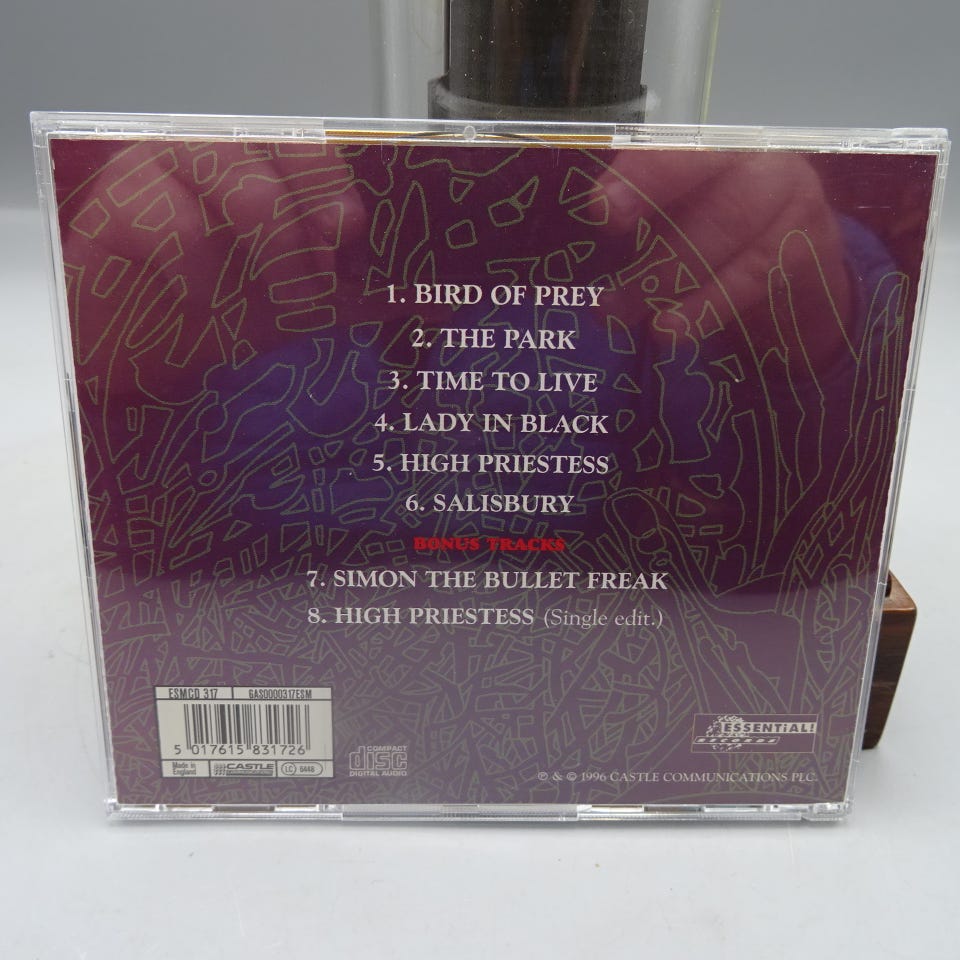 1. BIRD OF PREY
2. THE PARK
3. TIME TO LIVE
4. LADY IN BLACK
5. HIGH PRIESTESS
6. SALISBURY
BONUS TRACKS
7. SIMON THE BULLET FREAK
8. HIGH PRIESTESS (Single edit.)
ESMCD 317 GAS0000317ESM
5 017615 831726
Made in England
CASTLE
LC 6448
COMPACT
disc
DIGITAL AUDIO
ESSENTiAL!
RECORDS
℗ & © 1996 CASTLE COMMUNICATIONS PLC.